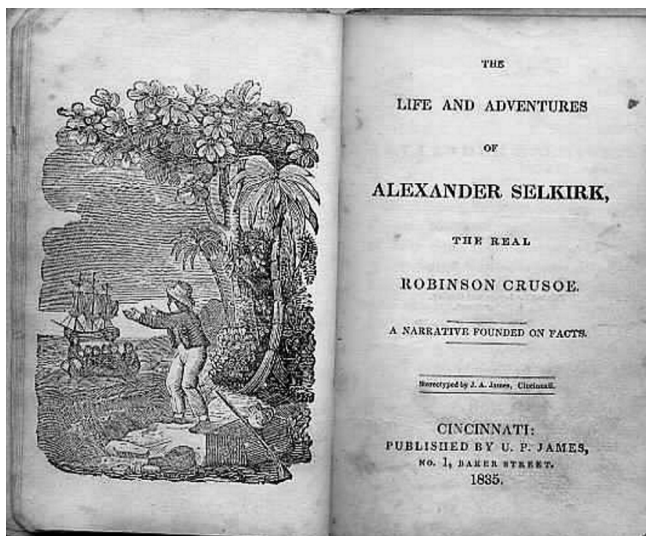 THE
LIFE AND ADVENTURES
OF
ALEXANDER SELKIRK,
THE REAL
ROBINSON CRUSOE.
A NARRATIVE FOUNDED ON FACTS.
Stereotyped by J. A. James, Cincinnati.
CINCINNATI:
PUBLISHED BY U. P. JAMES,
NO. 1, BAKER STREET.
1835.